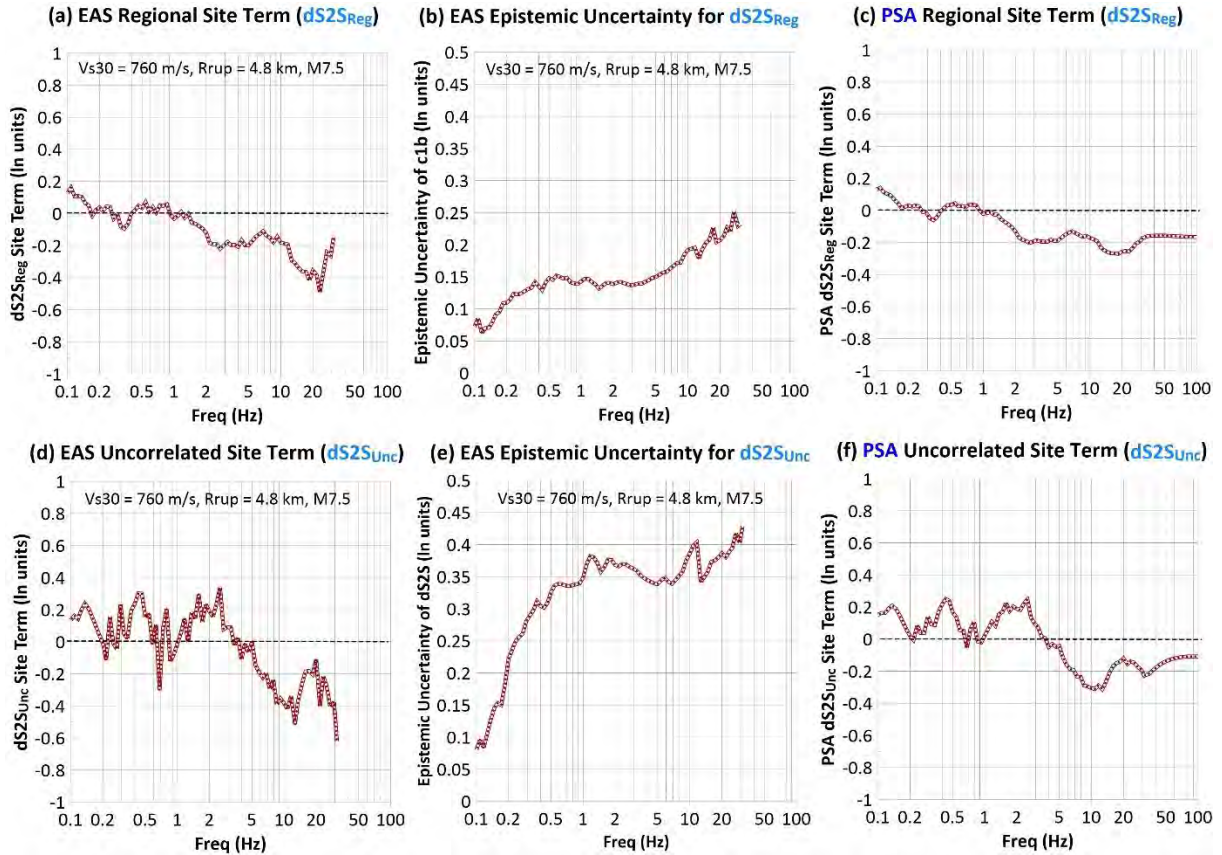 (a) EAS Regional Site Term (dS2SReg)
Vs30 = 760 m/s, Rrup = 4.8 km, M7.5
dS2SReg Site Term (ln units)
1
0.8
0.6
0.4
0.2
0
-0.2
-0.4
-0.6
-0.8
-1
0.1 0.2 0.5 1 2 5 10 20 50 100
Freq (Hz)
(b) EAS Epistemic Uncertainty for dS2SReg
Vs30 = 760 m/s, Rrup = 4.8 km, M7.5
Epistemic Uncertainty of c1b (ln units)
0.5
0.45
0.4
0.35
0.3
0.25
0.2
0.15
0.1
0.05
0
0.1 0.2 0.5 1 2 5 10 20 50 100
Freq (Hz)
(c) PSA Regional Site Term (dS2SReg)
PSA dS2SReg Site Term (ln units)
1
0.8
0.6
0.4
0.2
0
-0.2
-0.4
-0.6
-0.8
-1
0.1 0.2 0.5 1 2 5 10 20 50 100
Freq (Hz)
(d) EAS Uncorrelated Site Term (dS2SUnc)
Vs30 = 760 m/s, Rrup = 4.8 km, M7.5
dS2SUnc Site Term (ln units)
1
0.8
0.6
0.4
0.2
0
-0.2
-0.4
-0.6
-0.8
-1
0.1 0.2 0.5 1 2 5 10 20 50 100
Freq (Hz)
(e) EAS Epistemic Uncertainty for dS2SUnc
Vs30 = 760 m/s, Rrup = 4.8 km, M7.5
Epistemic Uncertainty of dS2S (ln units)
0.5
0.45
0.4
0.35
0.3
0.25
0.2
0.15
0.1
0.05
0
0.1 0.2 0.5 1 2 5 10 20 50 100
Freq (Hz)
(f) PSA Uncorrelated Site Term (dS2SUnc)
PSA dS2SUnc Site Term (ln units)
1
0.8
0.6
0.4
0.2
0
-0.2
-0.4
-0.6
-0.8
-1
0.1 0.2 0.5 1 2 5 10 20 50 100
Freq (Hz)